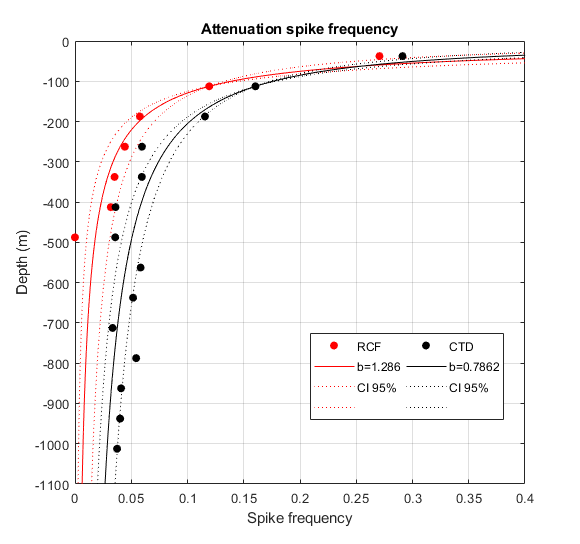 Attenuation spike frequency
0
-100
-200
-300
-400
-500
-600
-700
-800
-900
-1000
-1100
Depth (m)
RCF CTD
b=1.286 b=0.7862
CI 95% CI 95%
0 0.05 0.1 0.15 0.2 0.25 0.3 0.35 0.4
Spike frequency